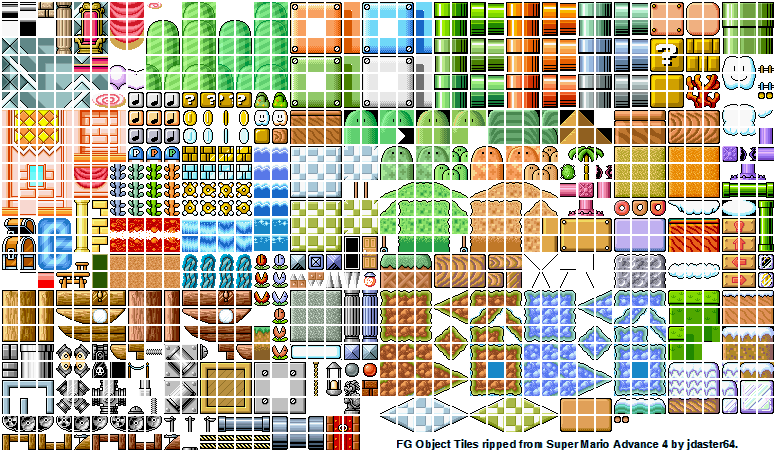 ?
P P P
FG Object Tiles ripped from Super Mario Advance 4 by jdaster64.